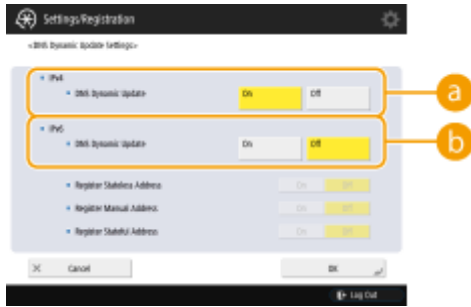 Settings/Registration
<DNS Dynamic Update Settings>
IPv4
DNS Dynamic Update On Off
a
IPv6
DNS Dynamic Update On Off
b
Register Stateless Address On Off
Register Manual Address On Off
Register Stateful Address On Off
Cancel OK
Log Out